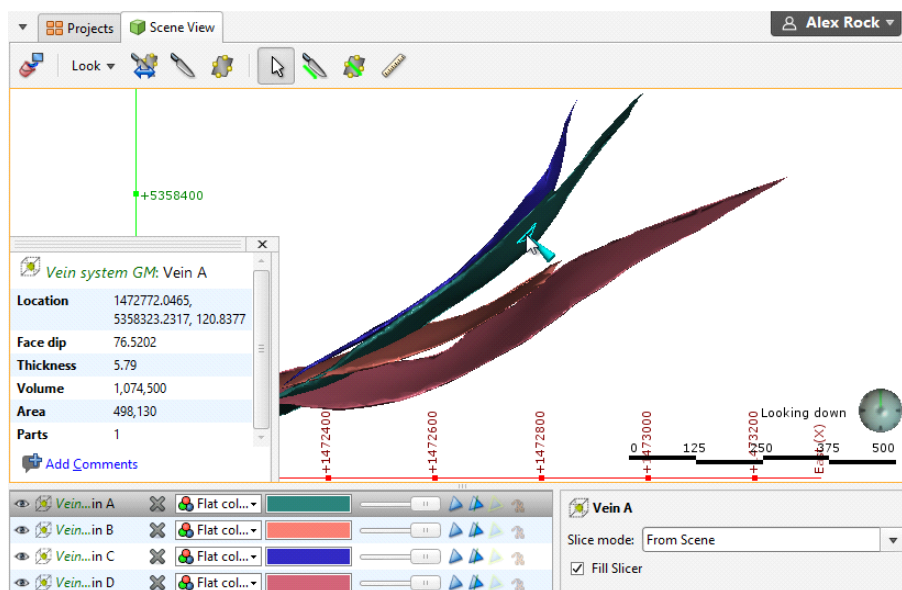 Projects
Scene View
Alex Rock
Look
+5358400
Vein system GM: Vein A
Location 1472772.0465,
5358323.2317, 120.8377
Face dip 76.5202
Thickness 5.79
Volume 1,074,500
Area 498,130
Parts 1
Add Comments
+1472400
+1472600
+1472800
+1473000
+1473200
East (X)
Looking down
0 125 250 375 500
Vein...in A Flat col...
Vein...in B Flat col...
Vein...in C Flat col...
Vein...in D Flat col...
Vein A
Slice mode: From Scene
Fill Slicer